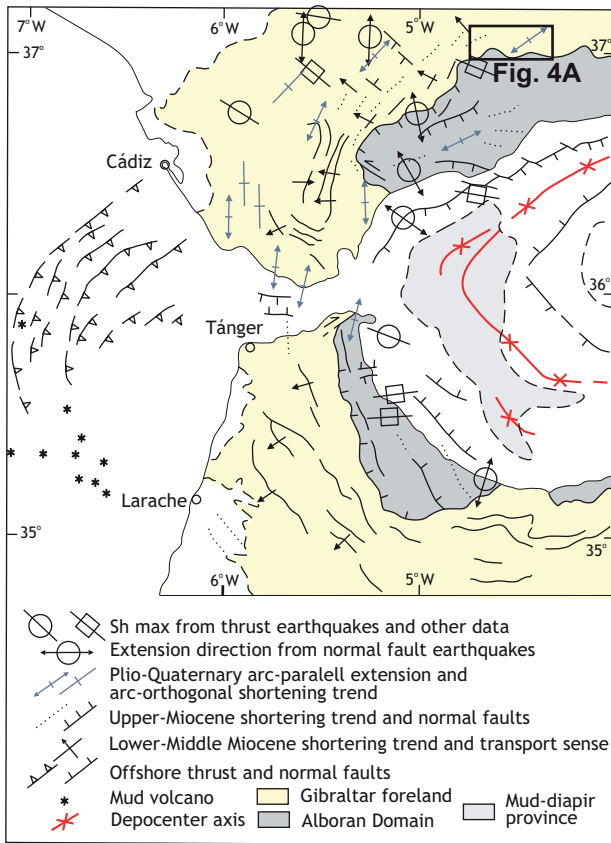 7°W
6°W
5°W
37°
37°
Fig. 4A
Cádiz
36°
Tánger
Larache
35°
35°
6°W
5°W
Sh max from thrust earthquakes and other data
Extension direction from normal fault earthquakes
Plio-Quaternary arc-paralell extension and
arc-orthogonal shortening trend
Upper-Miocene shortering trend and normal faults
Lower-Middle Miocene shortering trend and transport sense
Offshore thrust and normal faults
Mud volcano
Gibraltar foreland
Mud-diapir
province
Depocenter axis
Alboran Domain